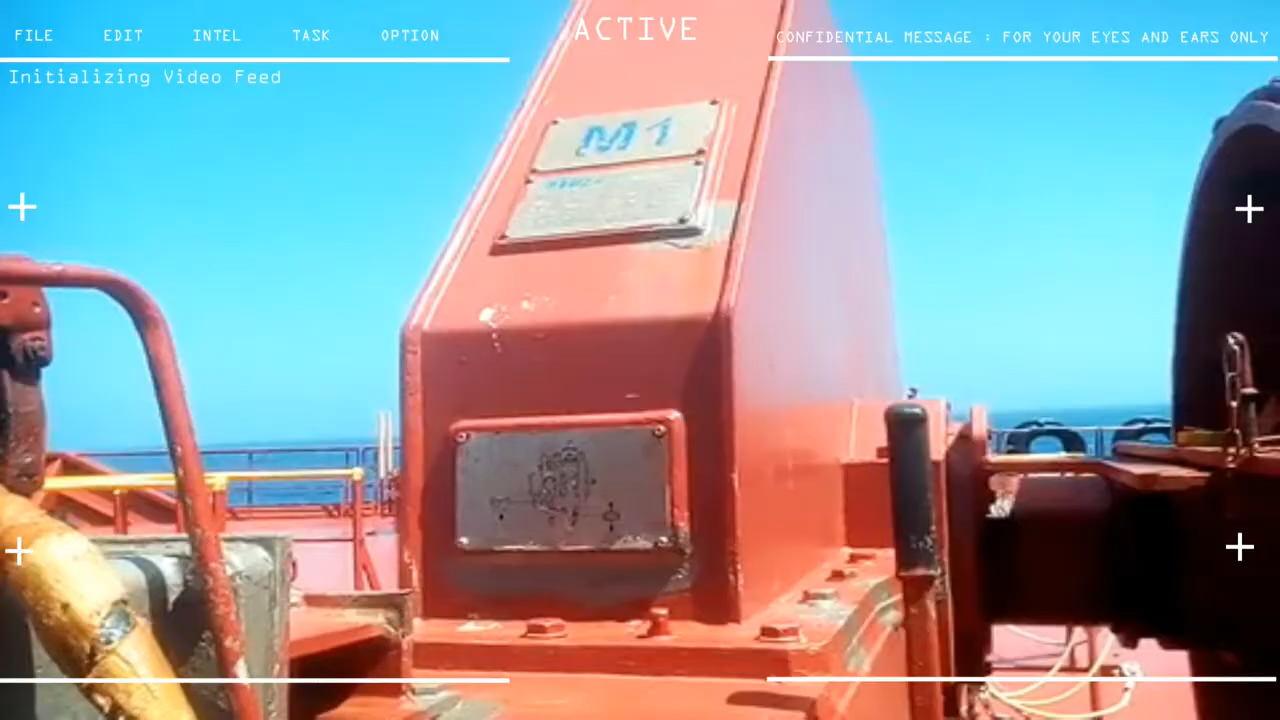 FILE EDIT INTEL TASK OPTION
ACTIVE
CONFIDENTIAL MESSAGE : FOR YOUR EYES AND EARS ONLY
Initializing Video Feed
M1